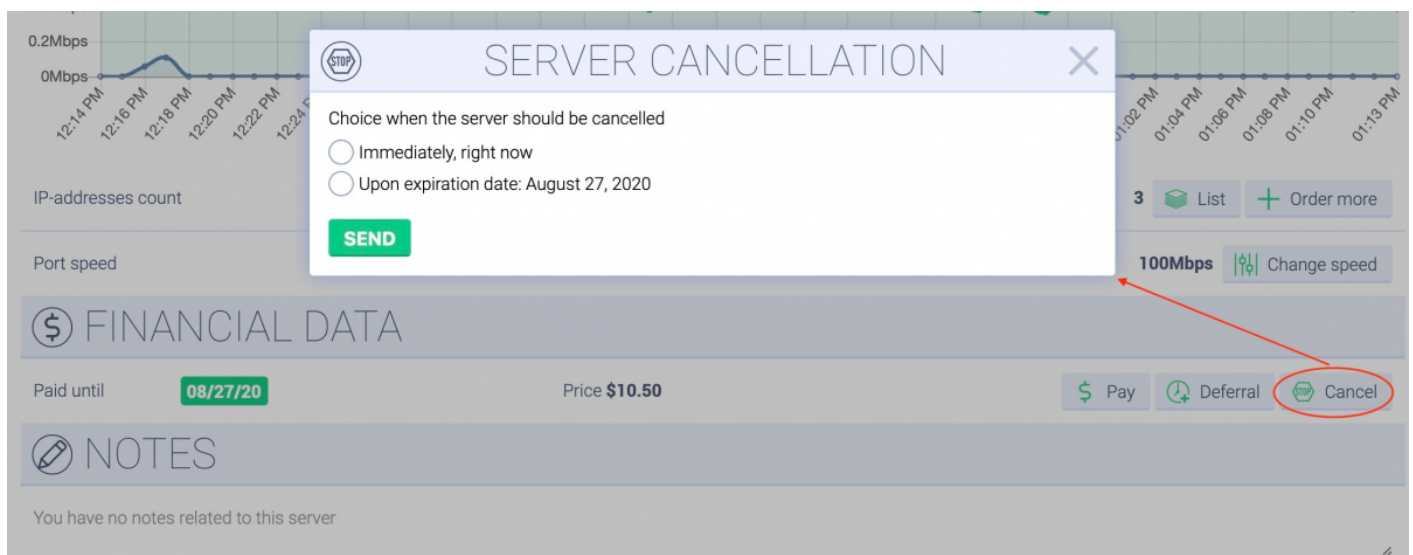 0.2Mbps
0Mbps
12:14 PM
12:16 PM
12:18 PM
12:20 PM
12:22 PM
12:24
01:02 PM
01:04 PM
01:06 PM
01:08 PM
01:10 PM
01:13 PM
STOP SERVER CANCELLATION
Choice when the server should be cancelled
Immediately, right now
Upon expiration date: August 27, 2020
SEND
IP-addresses count 3 List Order more
Port speed 100Mbps Change speed
$ FINANCIAL DATA
Paid until 08/27/20 Price $10.50 $ Pay Deferral STOP Cancel
NOTES
You have no notes related to this server